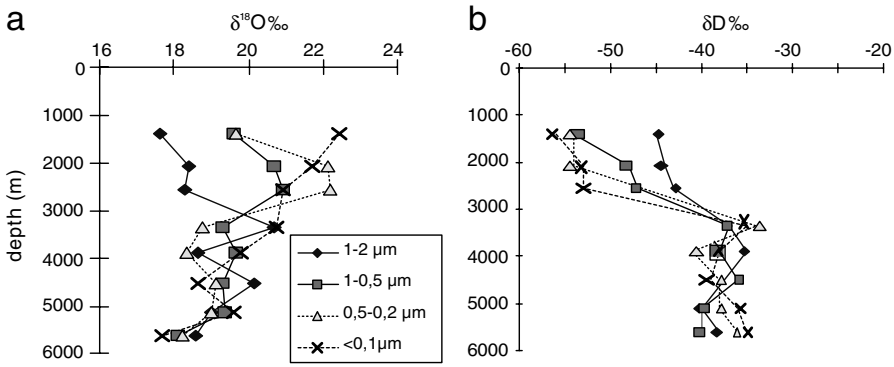 a
δ¹⁸O‰
16 18 20 22 24
0
1000
2000
3000
4000
5000
6000
depth (m)
1-2 µm
1-0,5 µm
0,5-0,2 µm
<0,1µm
b
δD‰
-60 -50 -40 -30 -20
0
1000
2000
3000
4000
5000
6000